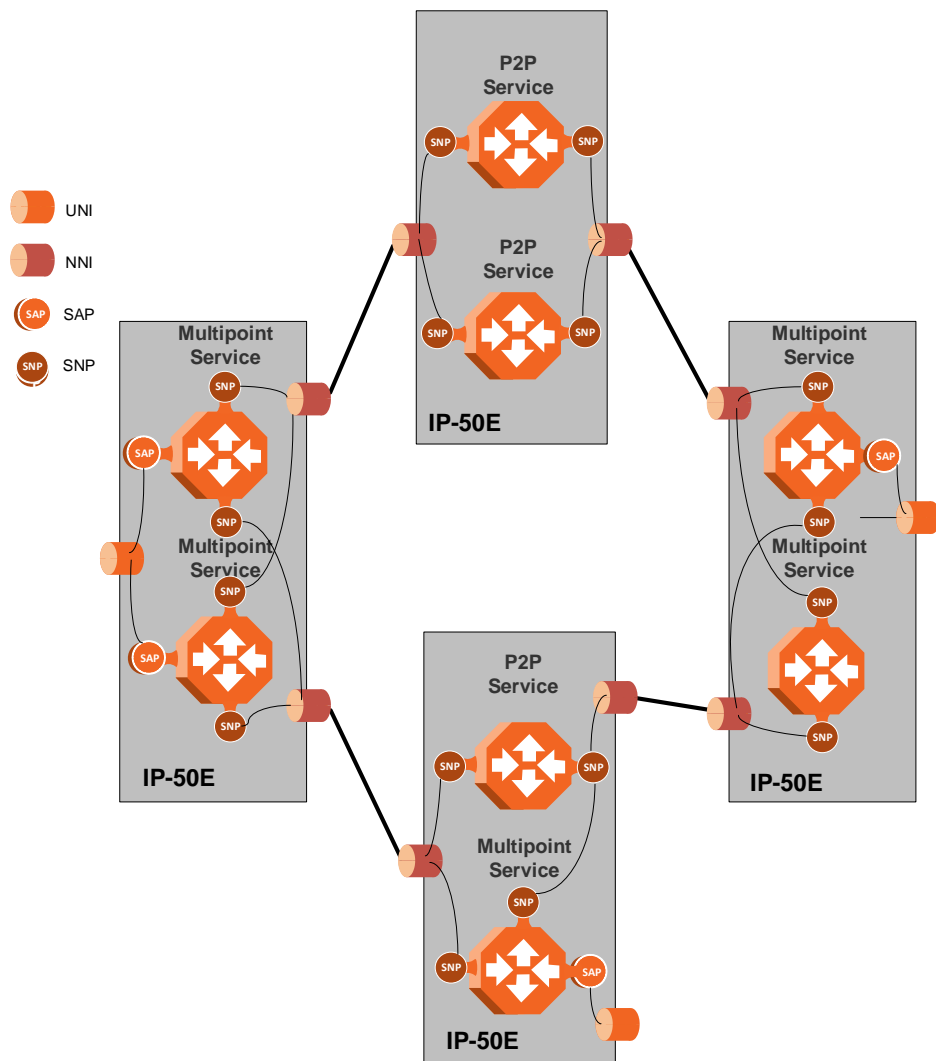 P2P
Service
SNP
SNP
P2P
Service
SNP
SNP
IP-50E
UNI
NNI
SAP
SAP
SNP
SNP
Multipoint
Service
SNP
SAP
SNP
Multipoint
Service
SNP
SAP
SNP
IP-50E
Multipoint
Service
SNP
SAP
SNP
Multipoint
Service
SNP
SNP
IP-50E
P2P
Service
SNP
SNP
Multipoint
Service
SNP
SNP
SAP
IP-50E